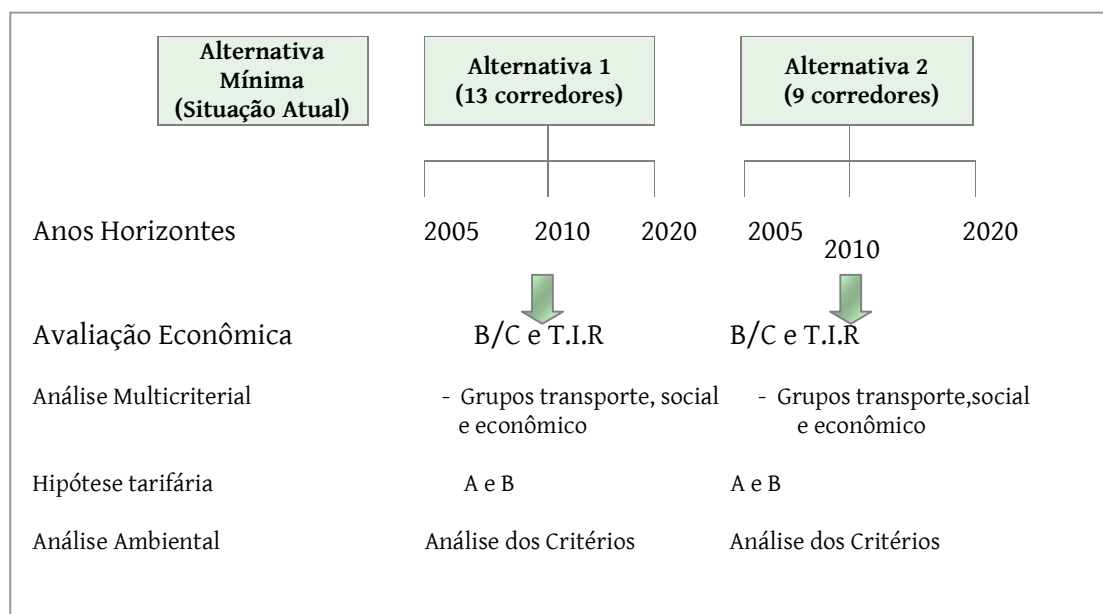 Alternativa
Mínima
(Situação Atual)
Alternativa 1
(13 corredores)
Alternativa 2
(9 corredores)
Anos Horizontes
2005 2010 2020
2005 2010 2020
Avaliação Econômica
B/C e T.I.R
B/C e T.I.R
Análise Multicriterial
- Grupos transporte, social
e econômico
- Grupos transporte,social
e econômico
Hipótese tarifária
A e B
A e B
Análise Ambiental
Análise dos Critérios
Análise dos Critérios